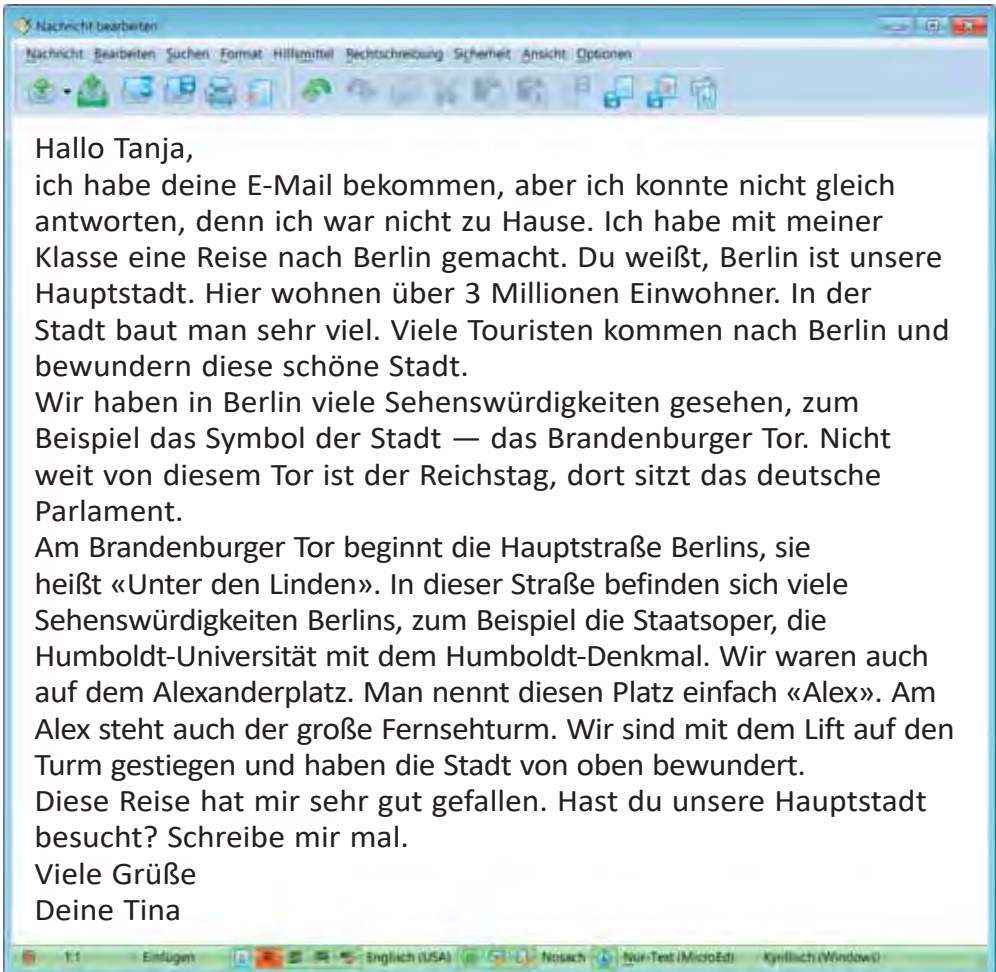 Nachricht bearbeiten
Nachricht Bearbeiten Suchen Format Hilfsmittel Rechtschreibung Sicherheit Ansicht Optionen
Hallo Tanja,
ich habe deine E-Mail bekommen, aber ich konnte nicht gleich
antworten, denn ich war nicht zu Hause. Ich habe mit meiner
Klasse eine Reise nach Berlin gemacht. Du weißt, Berlin ist unsere
Hauptstadt. Hier wohnen über 3 Millionen Einwohner. In der
Stadt baut man sehr viel. Viele Touristen kommen nach Berlin und
bewundern diese schöne Stadt.
Wir haben in Berlin viele Sehenswürdigkeiten gesehen, zum
Beispiel das Symbol der Stadt — das Brandenburger Tor. Nicht
weit von diesem Tor ist der Reichstag, dort sitzt das deutsche
Parlament.
Am Brandenburger Tor beginnt die Hauptstraße Berlins, sie
heißt «Unter den Linden». In dieser Straße befinden sich viele
Sehenswürdigkeiten Berlins, zum Beispiel die Staatsoper, die
Humboldt-Universität mit dem Humboldt-Denkmal. Wir waren auch
auf dem Alexanderplatz. Man nennt diesen Platz einfach «Alex». Am
Alex steht auch der große Fernsehturm. Wir sind mit dem Lift auf den
Turm gestiegen und haben die Stadt von oben bewundert.
Diese Reise hat mir sehr gut gefallen. Hast du unsere Hauptstadt
besucht? Schreibe mir mal.
Viele Grüße
Deine Tina
1:1 Einfügen Englisch (USA) Nosach Nur-Text (MicroEd) Kyrillisch (Windows)